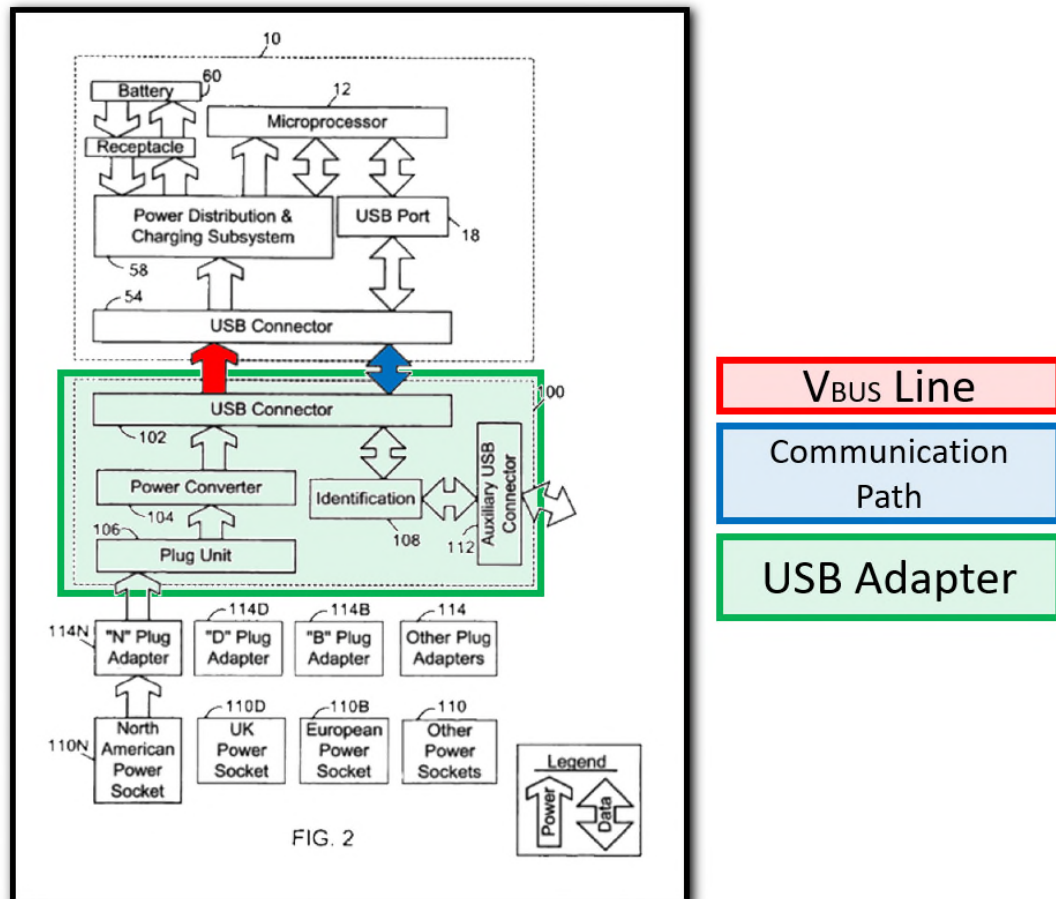 10
Battery
60
12
Microprocessor
Receptacle
Power Distribution &
Charging Subsystem
USB Port
18
58
54
USB Connector
100
USB Connector
102
Power Converter
104
Identification
108
Auxiliary USB
Connector
112
106
Plug Unit
114N
"N" Plug
Adapter
114D
"D" Plug
Adapter
114B
"B" Plug
Adapter
114
Other Plug
Adapters
110N
North
American
Power
Socket
110D
UK
Power
Socket
110B
European
Power
Socket
110
Other
Power
Sockets
Legend
Power
Data
FIG. 2
VBUS Line
Communication
Path
USB Adapter